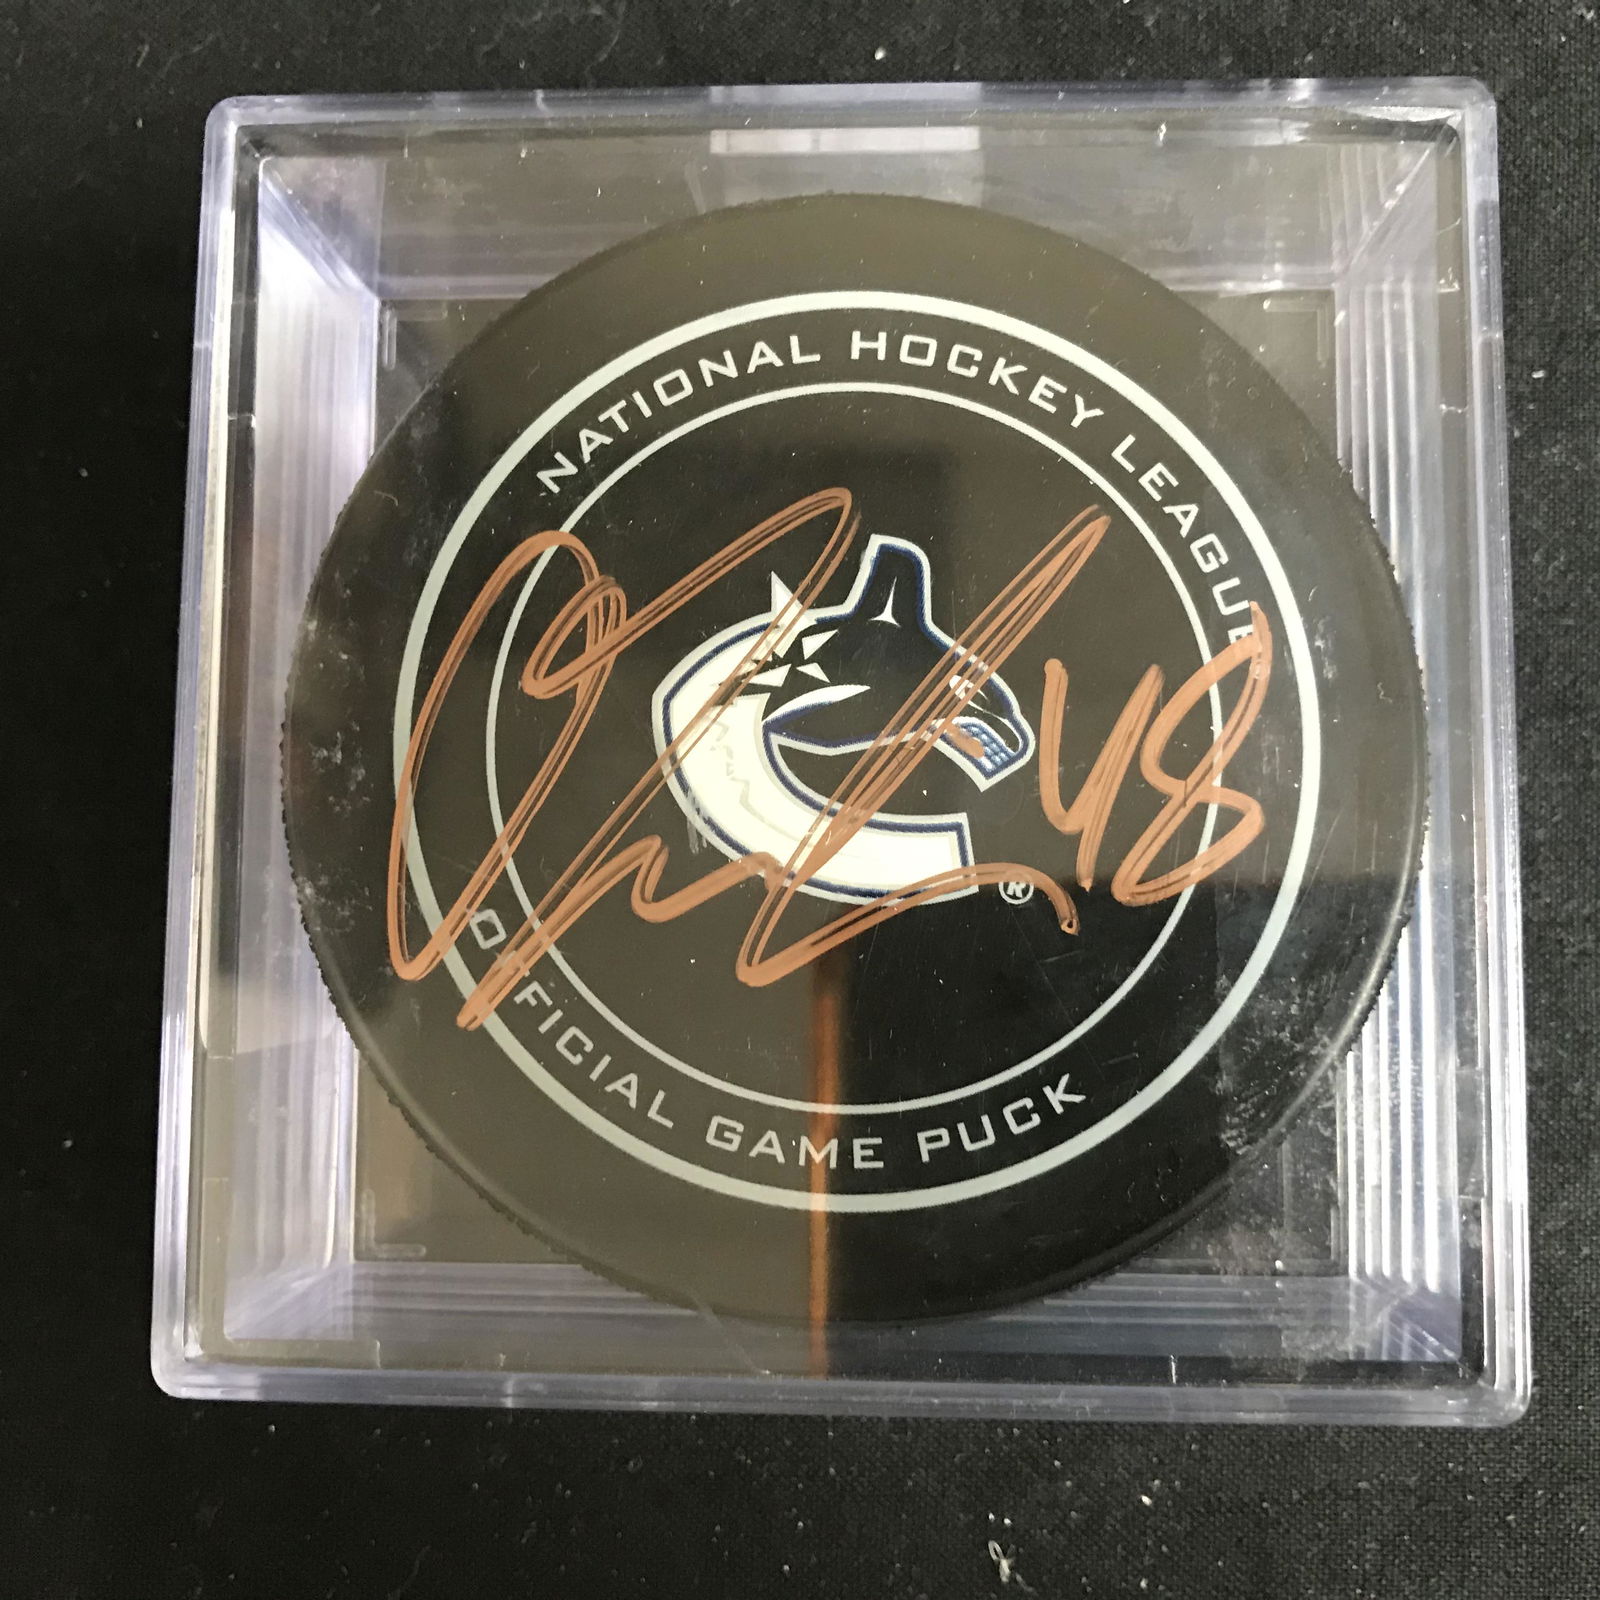 NATIONAL HOCKEY LEAGUE
48
®
OFFICIAL GAME PUCK